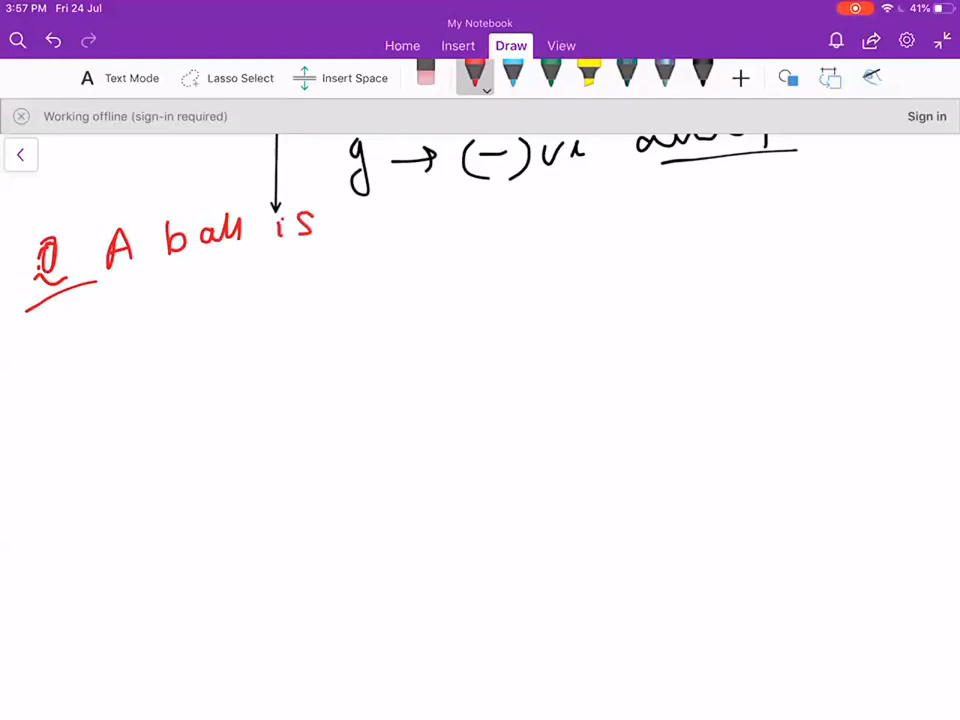 3:57 PM Fri 24 Jul 41%
My Notebook
Home Insert Draw View
A Text Mode Lasso Select Insert Space
Working offline (sign-in required) Sign in
g → (-)ve
Q A ball is